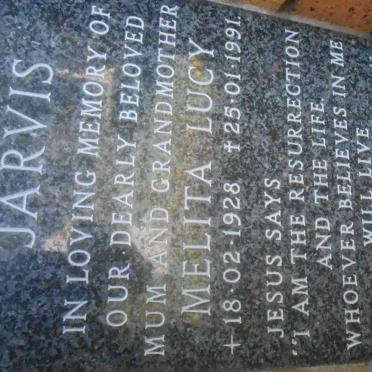 JARVIS
IN LOVING MEMORY OF
OUR DEARLY BELOVED
MUM AND GRANDMOTHER
MELITA LUCY
+18·02·1928 +25·01·1991
JESUS SAYS
"I AM THE RESURRECTION
AND THE LIFE
WHOEVER BELIEVES IN ME
WILL LIVE